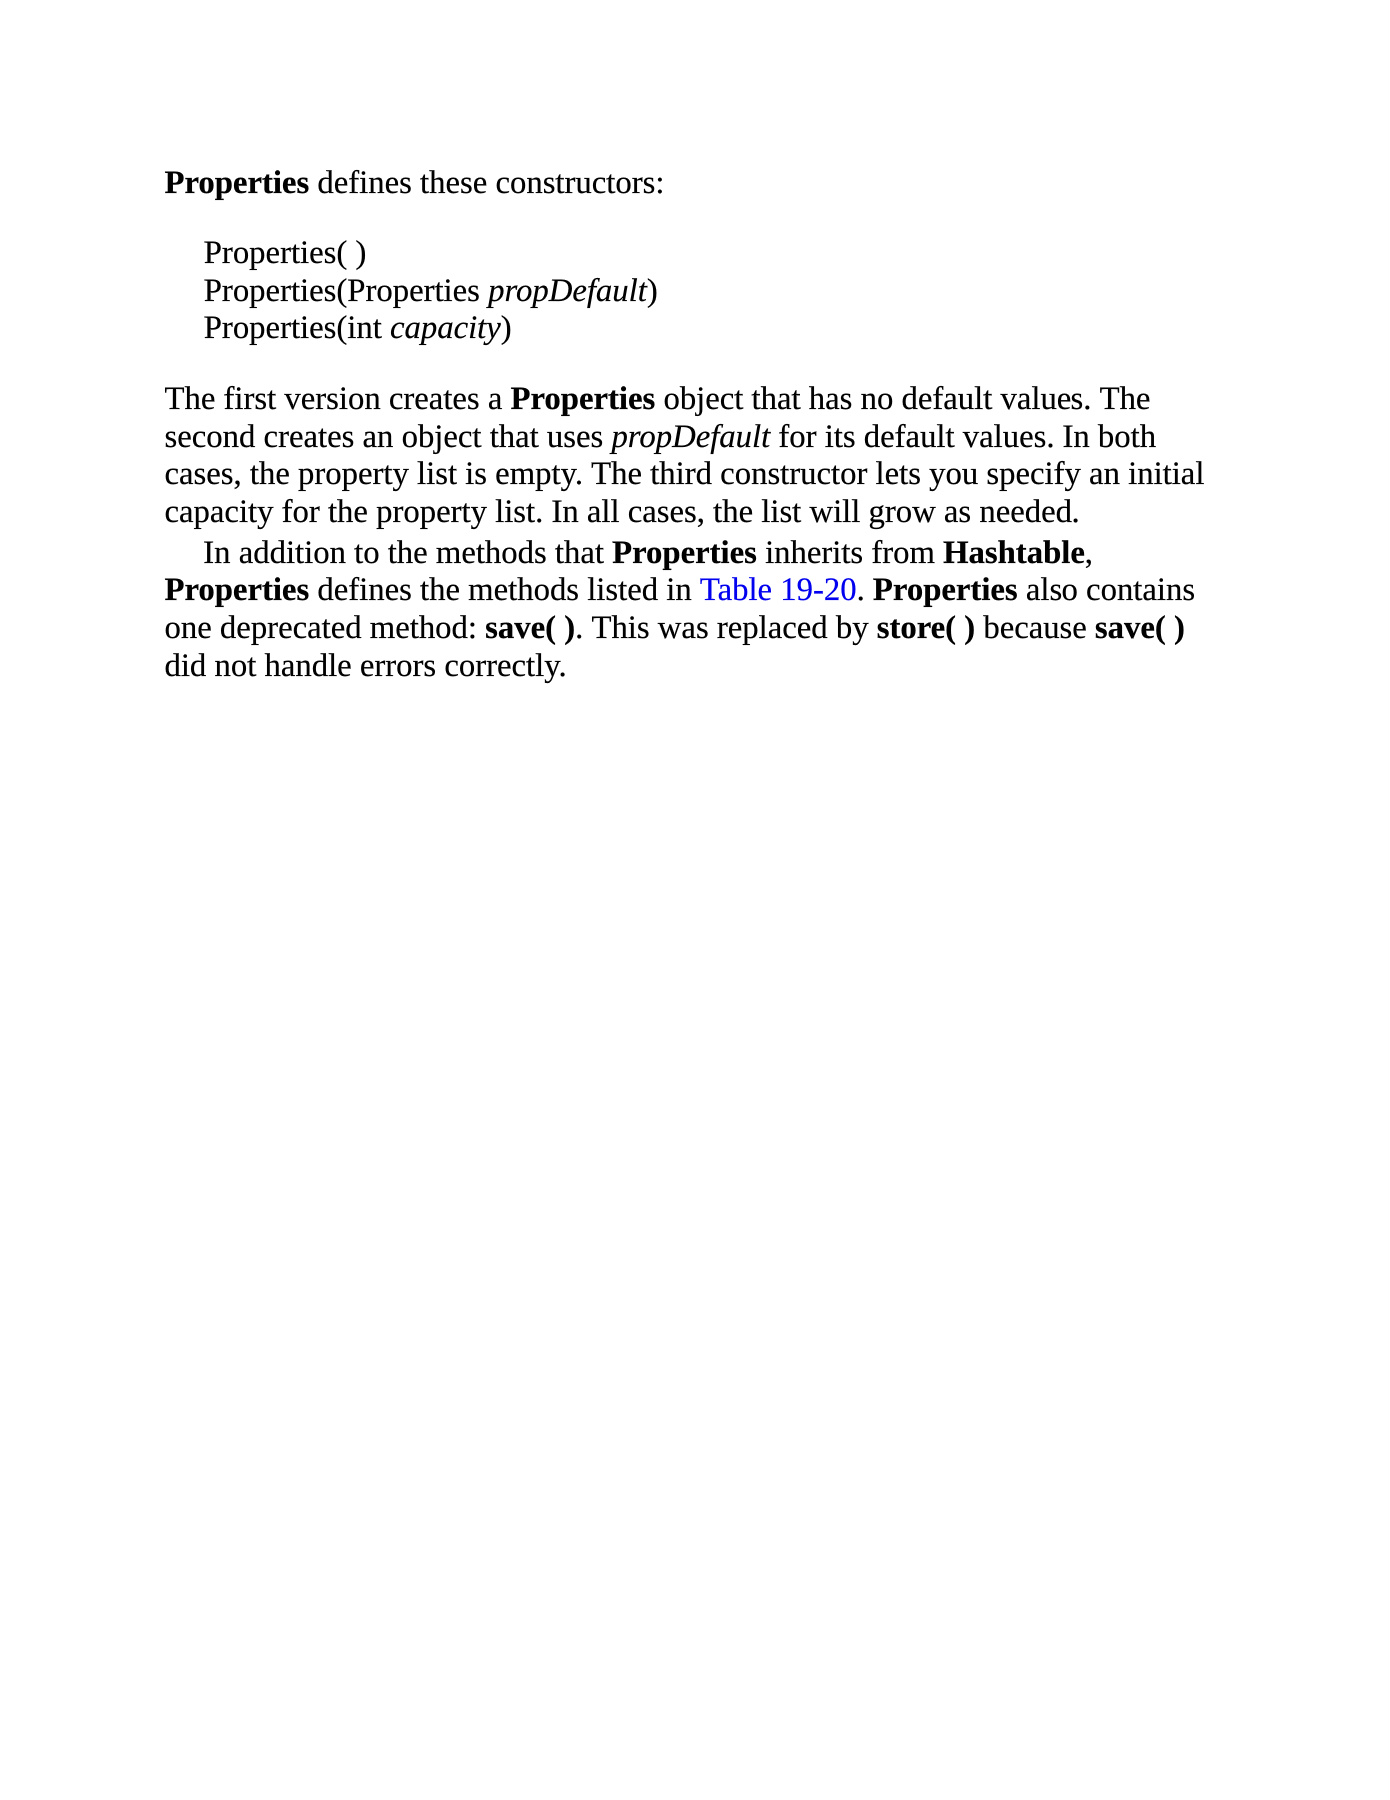 Properties defines these constructors:
Properties( )
Properties(Properties propDefault)
Properties(int capacity)
The first version creates a Properties object that has no default values. The
second creates an object that uses propDefault for its default values. In both
cases, the property list is empty. The third constructor lets you specify an initial
capacity for the property list. In all cases, the list will grow as needed.
In addition to the methods that Properties inherits from Hashtable,
Properties defines the methods listed in Table 19-20. Properties also contains
one deprecated method: save( ). This was replaced by store( ) because save( )
did not handle errors correctly.